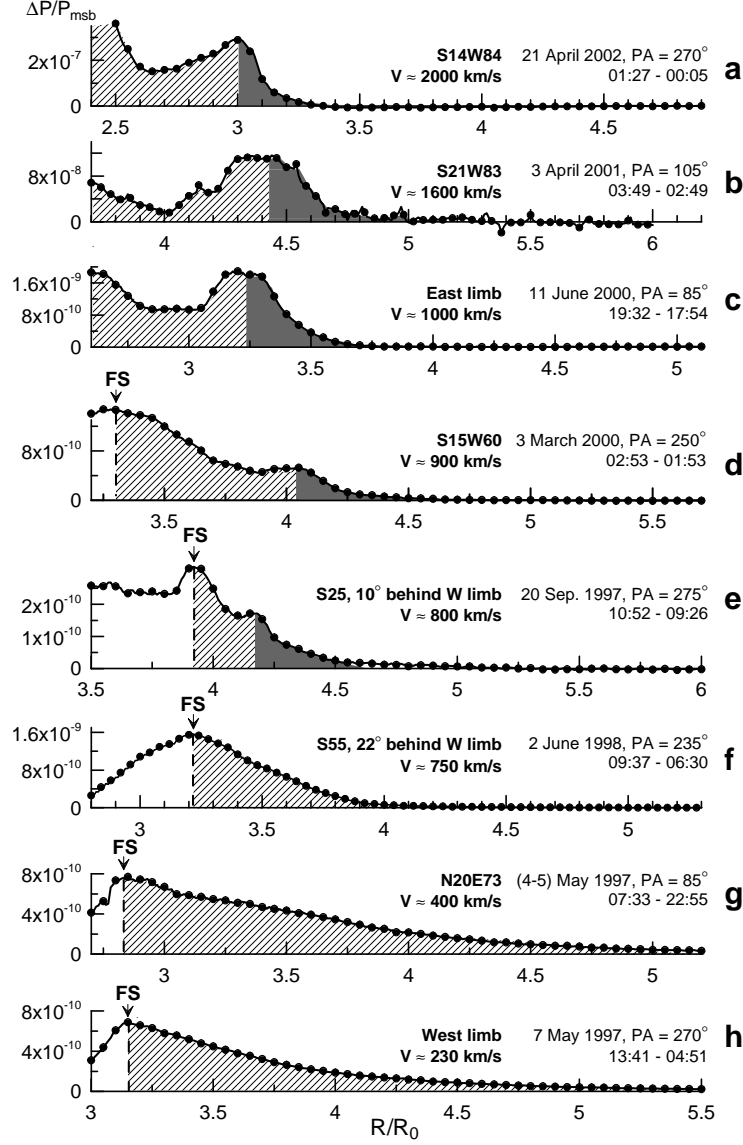 ΔP/Pmsb
2x10⁻⁷
0
S14W84 21 April 2002, PA = 270°
V ≈ 2000 km/s 01:27 - 00:05
a
2.5 3 3.5 4 4.5
8x10⁻⁸
0
S21W83 3 April 2001, PA = 105°
V ≈ 1600 km/s 03:49 - 02:49
b
4 4.5 5 5.5 6
1.6x10⁻⁹
8x10⁻¹⁰
0
East limb 11 June 2000, PA = 85°
V ≈ 1000 km/s 19:32 - 17:54
c
3 3.5 4 4.5 5
FS
8x10⁻¹⁰
0
S15W60 3 March 2000, PA = 250°
V ≈ 900 km/s 02:53 - 01:53
d
3.5 4 4.5 5 5.5
FS
2x10⁻¹⁰
1x10⁻¹⁰
0
S25, 10° behind W limb 20 Sep. 1997, PA = 275°
V ≈ 800 km/s 10:52 - 09:26
e
3.5 4 4.5 5 5.5 6
FS
1.6x10⁻⁹
8x10⁻¹⁰
0
S55, 22° behind W limb 2 June 1998, PA = 235°
V ≈ 750 km/s 09:37 - 06:30
f
3 3.5 4 4.5 5
FS
8x10⁻¹⁰
4x10⁻¹⁰
0
N20E73 (4-5) May 1997, PA = 85°
V ≈ 400 km/s 07:33 - 22:55
g
3 3.5 4 4.5 5
FS
8x10⁻¹⁰
4x10⁻¹⁰
0
West limb 7 May 1997, PA = 270°
V ≈ 230 km/s 13:41 - 04:51
h
3 3.5 4 4.5 5 5.5
R/R₀